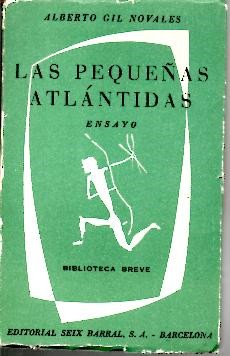 ALBERTO GIL NOVALES
LAS PEQUEÑAS
ATLÁNTIDAS
ENSAYO
BIBLIOTECA BREVE
EDITORIAL SEIX BARRAL, S. A. - BARCELONA